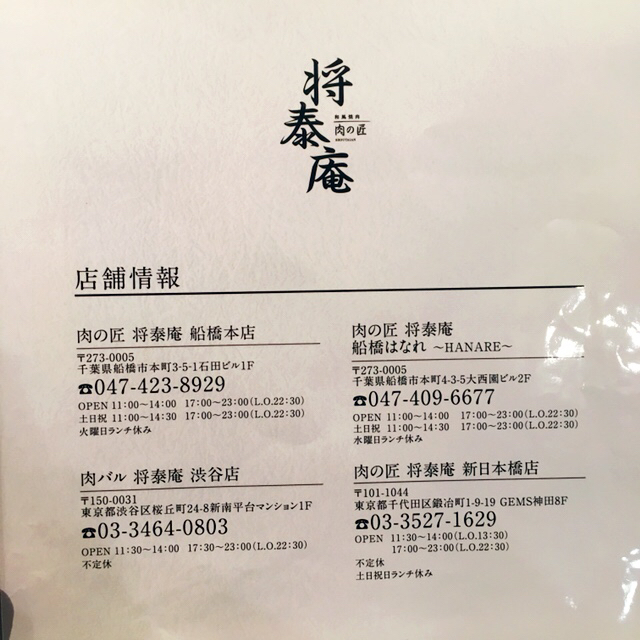 将泰庵
和風焼肉
肉の匠
SHOUTAIAN
店舗情報
肉の匠 将泰庵 船橋本店
〒273-0005
千葉県船橋市本町3-5-1石田ビル1F
☎047-423-8929
OPEN 11:00〜14:00 17:00〜23:00(L.O.22:30)
土日祝 11:00〜14:30 17:00〜23:00(L.O.22:30)
火曜日ランチ休み
肉の匠 将泰庵
船橋はなれ 〜HANARE〜
〒273-0005
千葉県船橋市本町4-3-5大西園ビル2F
☎047-409-6677
OPEN 11:00〜14:00 17:00〜23:00(L.O.22:30)
土日祝 11:00〜14:30 17:00〜23:00(L.O.22:30)
水曜日ランチ休み
肉バル 将泰庵 渋谷店
〒150-0031
東京都渋谷区桜丘町24-8新南平台マンション1F
☎03-3464-0803
OPEN 11:30〜14:00 17:30〜23:00(L.O.22:30)
不定休
肉の匠 将泰庵 新日本橋店
〒101-1044
東京都千代田区鍛冶町1-9-19 GEMS神田8F
☎03-3527-1629
OPEN 11:30〜14:00(L.O.13:30)
17:00〜23:00(L.O.22:30)
不定休
土日祝日ランチ休み